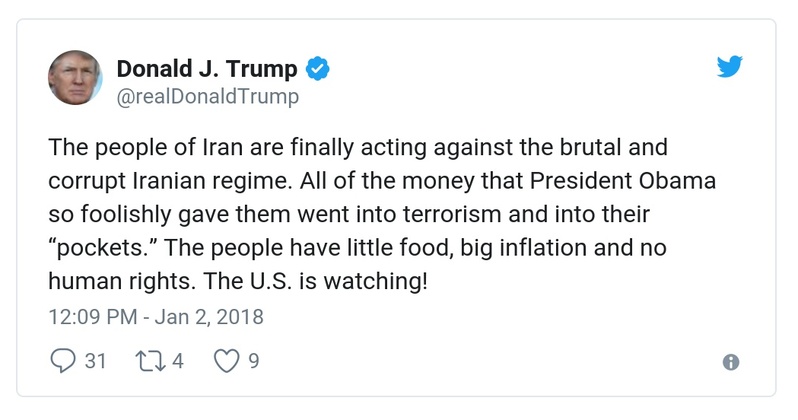 Donald J. Trump
@realDonaldTrump
The people of Iran are finally acting against the brutal and
corrupt Iranian regime. All of the money that President Obama
so foolishly gave them went into terrorism and into their
“pockets.” The people have little food, big inflation and no
human rights. The U.S. is watching!
12:09 PM - Jan 2, 2018
31 4 9